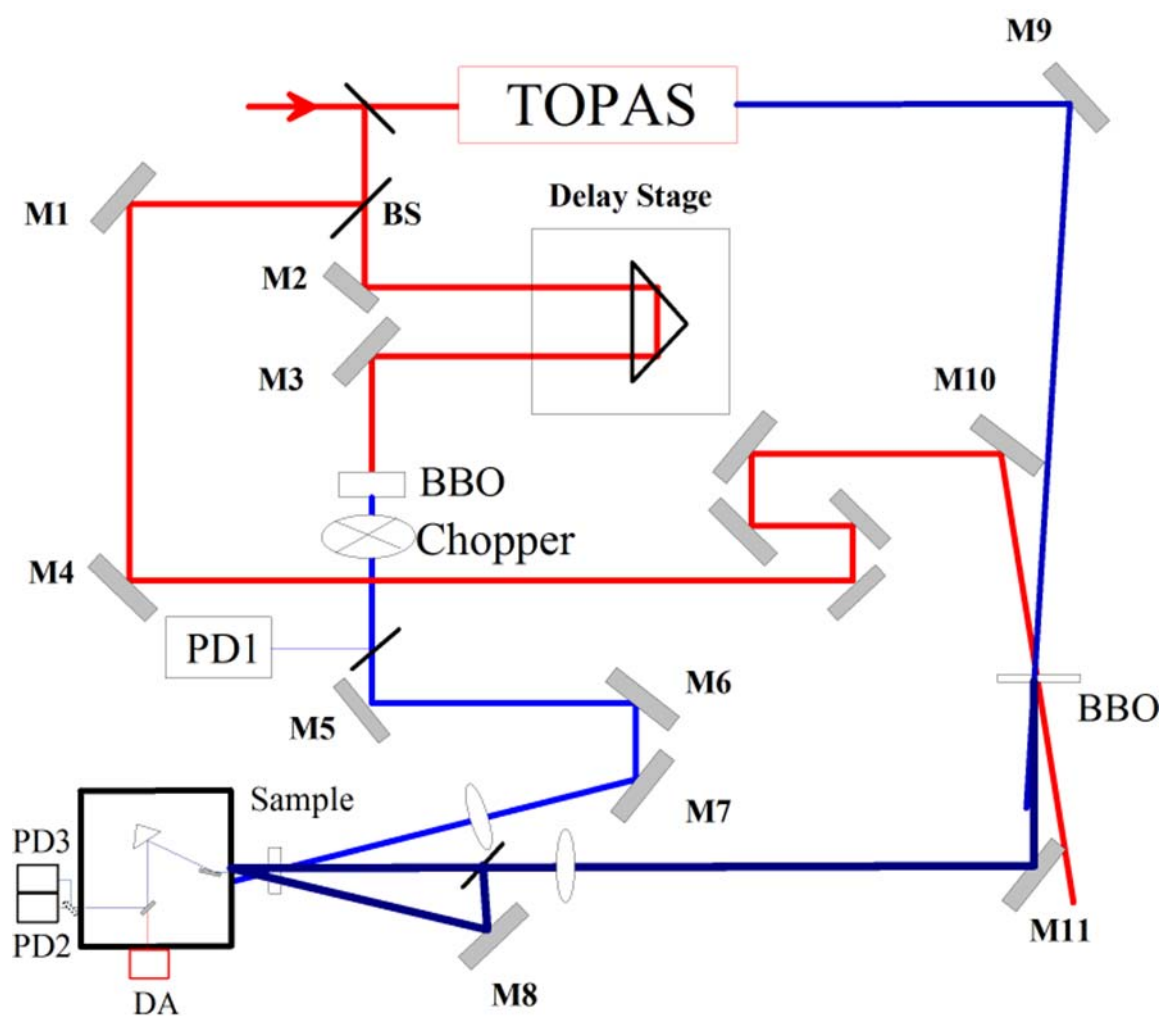 M9
TOPAS
M1
BS
Delay Stage
M2
M3
M10
BBO
Chopper
M4
PD1
M6
BBO
M5
Sample
M7
PD3
PD2
M11
M8
DA